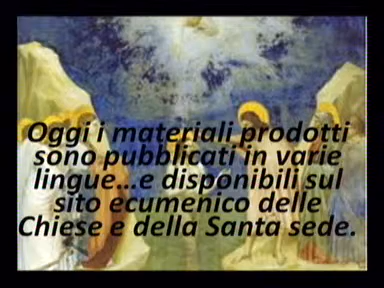 Oggi i materiali prodotti
sono pubblicati in varie
lingue...e disponibili sul
sito ecumenico delle
Chiese e della Santa sede.